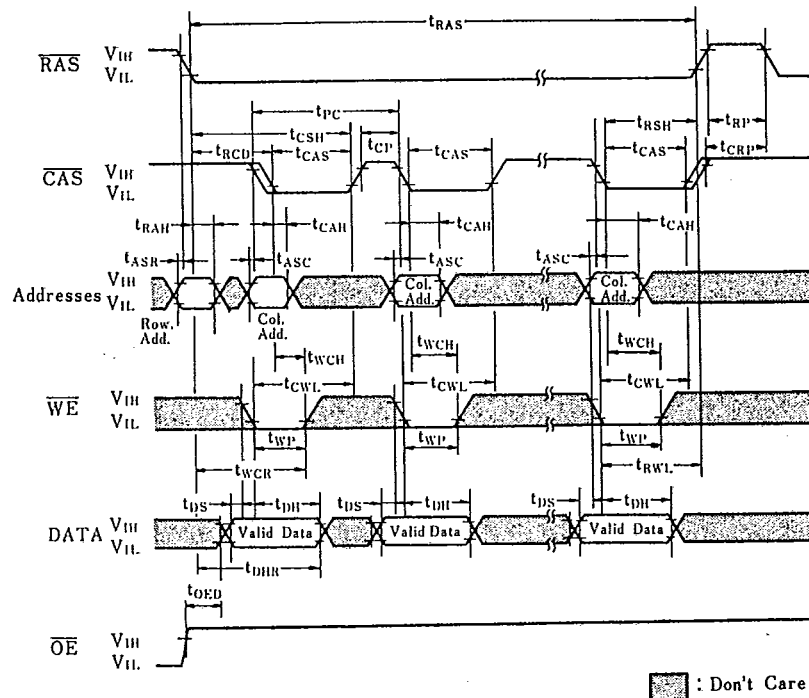 tRAS
RAS VIH
VIL
tPC
tCSH
tRCD tCAS tCP tCAS
tRSH
tCAS
tRP
tCRP
CAS VIH
VIL
tRAH tCAH tCAH tCAH
tASR tASC tASC tASC
Addresses VIH
VIL
Row. Add.
Col. Add.
Col. Add.
Col. Add.
tWCH tWCH tWCH
tCWL tCWL tCWL
WE VIH
VIL
tWP tWP tWP
tWCR tRWL
tDS tDH tDS tDH tDS tDH
DATA VIH
VIL
Valid Data Valid Data Valid Data
tDHR
tOED
OE VIH
VIL
: Don't Care